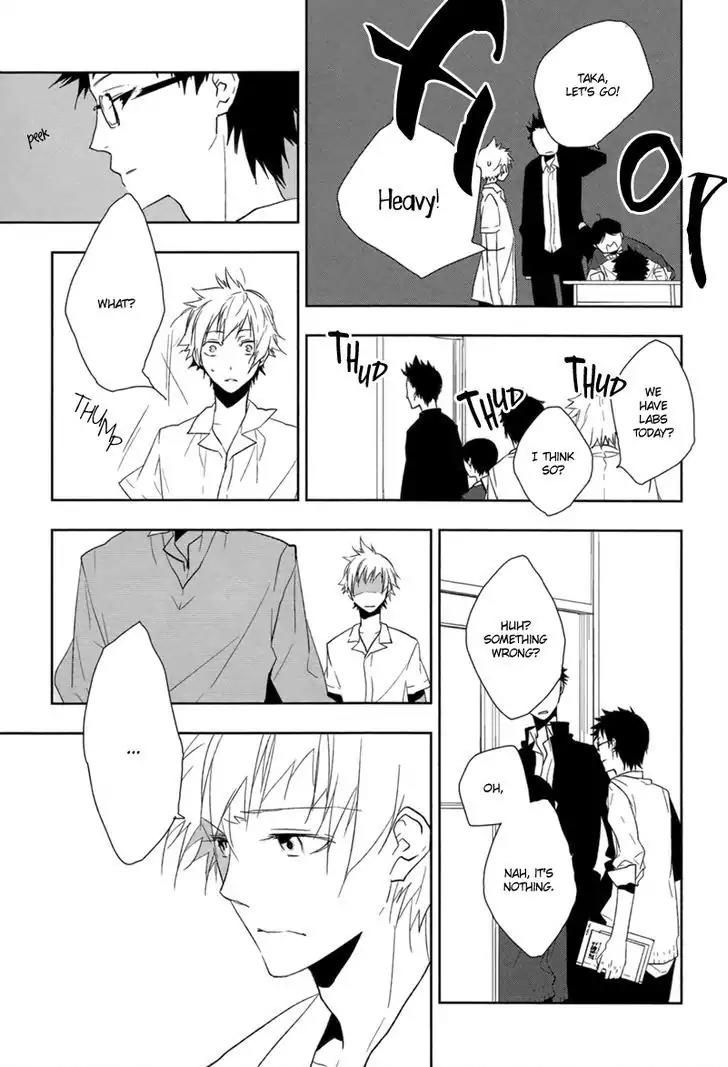 TAKA,
LET'S GO!
FLOP
Heavy!
peek
WE
HAVE
LABS
TODAY?
THUD
I THINK
SO?
THUD
THUD
WHAT?
THUMP
HUH?
SOMETHING
WRONG?
OH,
NAH, IT'S
NOTHING.
...